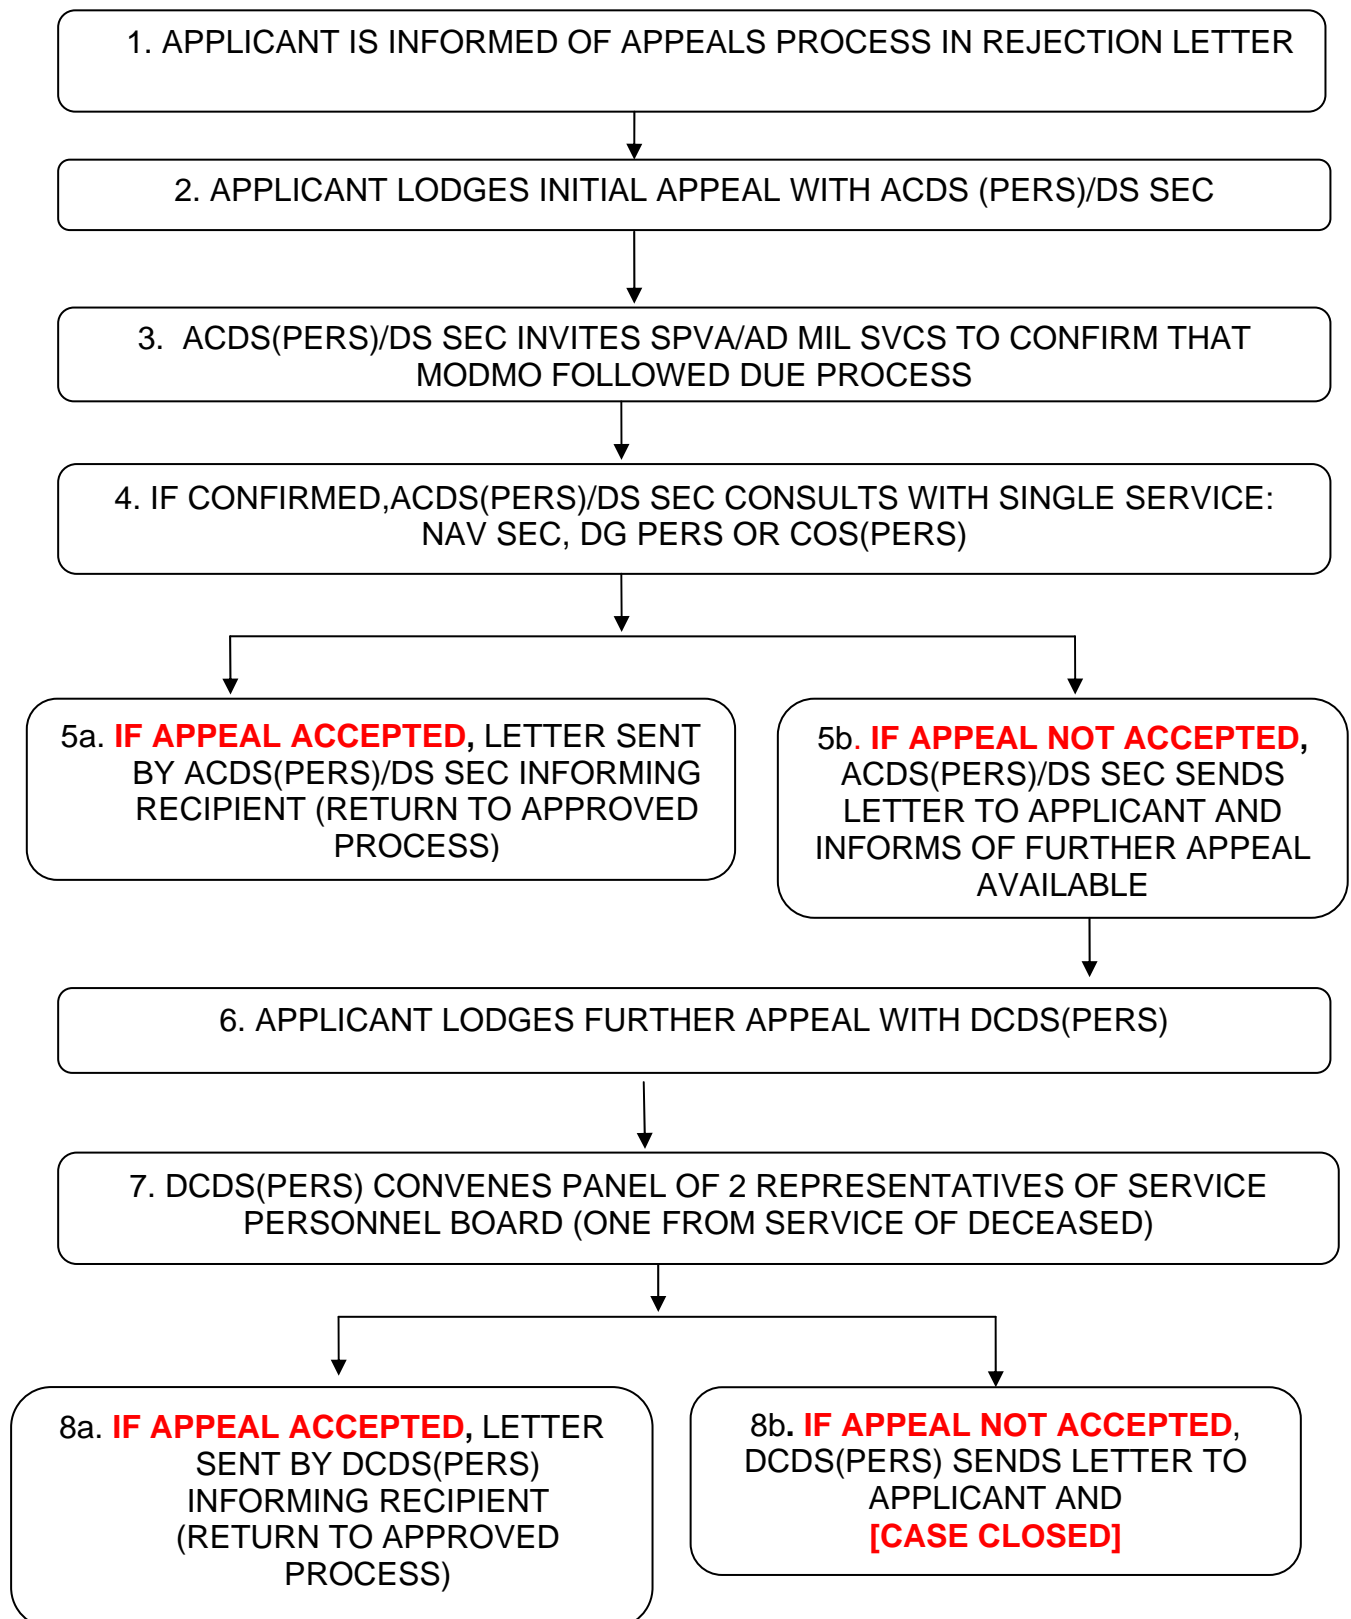 1. APPLICANT IS INFORMED OF APPEALS PROCESS IN REJECTION LETTER
2. APPLICANT LODGES INITIAL APPEAL WITH ACDS (PERS)/DS SEC
3. ACDS(PERS)/DS SEC INVITES SPVA/AD MIL SVCS TO CONFIRM THAT
MODMO FOLLOWED DUE PROCESS
4. IF CONFIRMED,ACDS(PERS)/DS SEC CONSULTS WITH SINGLE SERVICE:
NAV SEC, DG PERS OR COS(PERS)
5a. IF APPEAL ACCEPTED, LETTER SENT
BY ACDS(PERS)/DS SEC INFORMING
RECIPIENT (RETURN TO APPROVED
PROCESS)
5b. IF APPEAL NOT ACCEPTED,
ACDS(PERS)/DS SEC SENDS
LETTER TO APPLICANT AND
INFORMS OF FURTHER APPEAL
AVAILABLE
6. APPLICANT LODGES FURTHER APPEAL WITH DCDS(PERS)
7. DCDS(PERS) CONVENES PANEL OF 2 REPRESENTATIVES OF SERVICE
PERSONNEL BOARD (ONE FROM SERVICE OF DECEASED)
8a. IF APPEAL ACCEPTED, LETTER
SENT BY DCDS(PERS)
INFORMING RECIPIENT
(RETURN TO APPROVED
PROCESS)
8b. IF APPEAL NOT ACCEPTED,
DCDS(PERS) SENDS LETTER TO
APPLICANT AND
[CASE CLOSED]